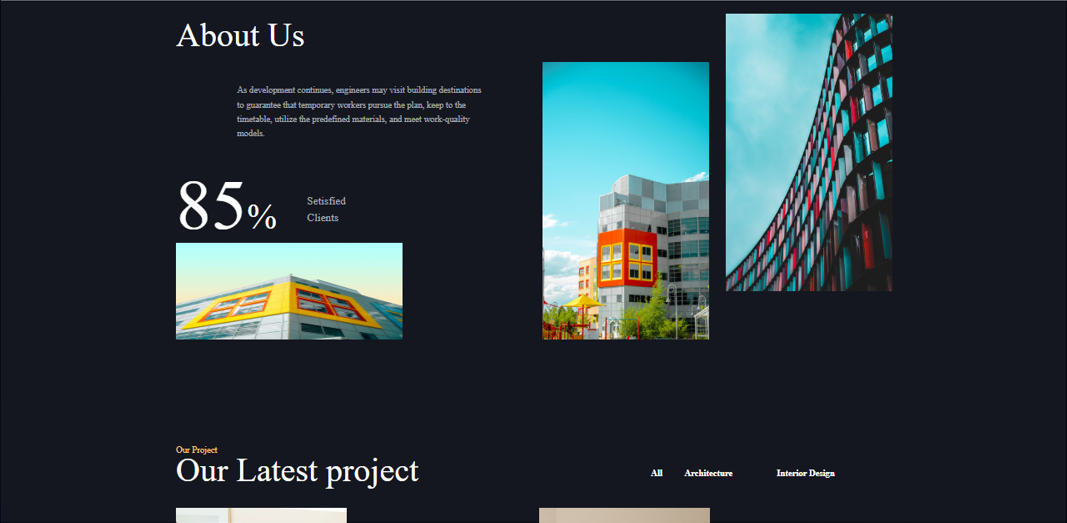 About Us
As development continues, engineers may visit building destinations
to guarantee that temporary workers pursue the plan, keep to the
timetable, utilize the predefined materials, and meet work-quality
models.
85%
Setisfied
Clients
Our Project
Our Latest project
All
Architecture
Interior Design